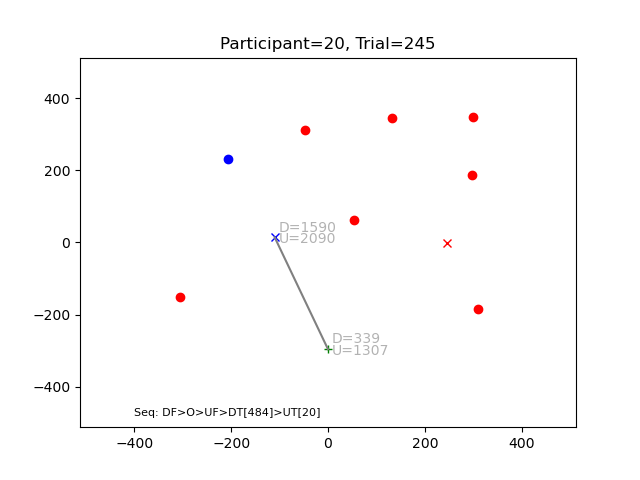 Participant=20, Trial=245
400
200
0
−200
−400
D=1590
U=2090
D=339
U=1307
Seq: DF>O>UF>DT[484]>UT[20]
−400 −200 0 200 400